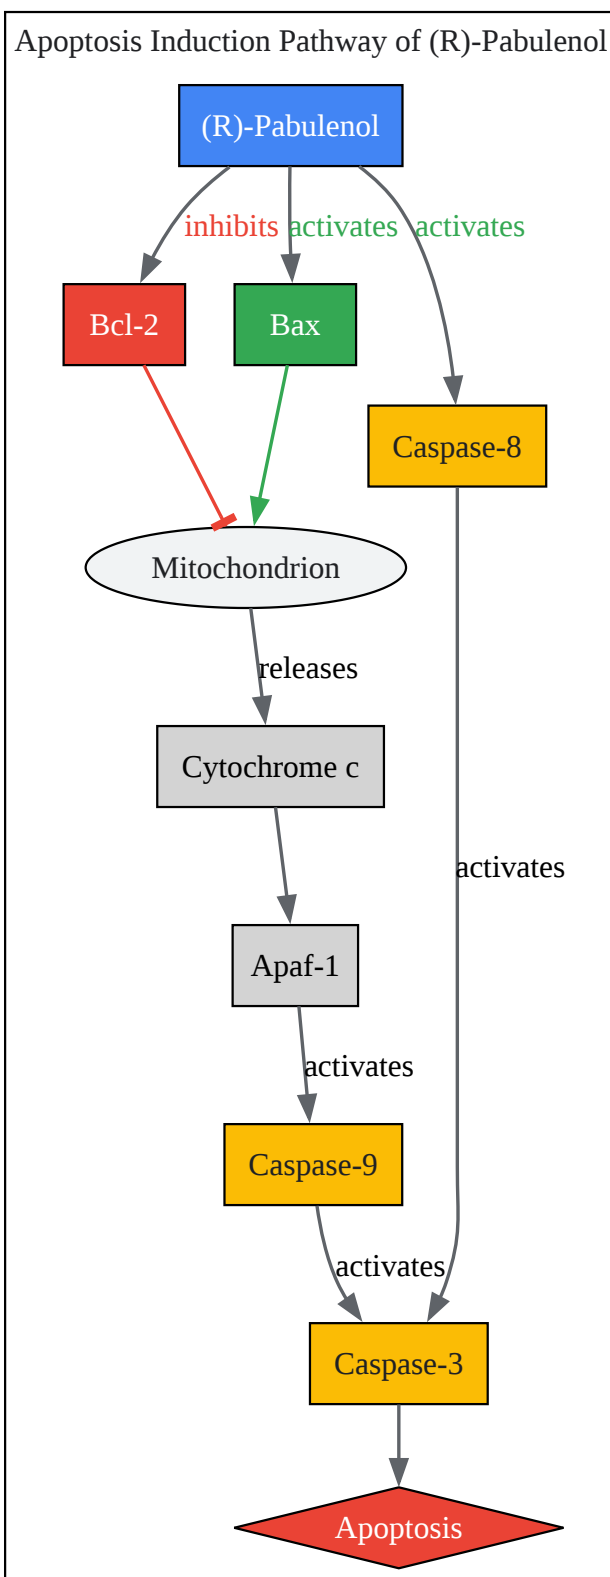 Apoptosis Induction Pathway of (R)-Pabulenol
(R)-Pabulenol
inhibits
activates
activates
Bcl-2
Bax
Caspase-8
Mitochondrion
releases
Cytochrome c
activates
Apaf-1
activates
Caspase-9
activates
Caspase-3
Apoptosis